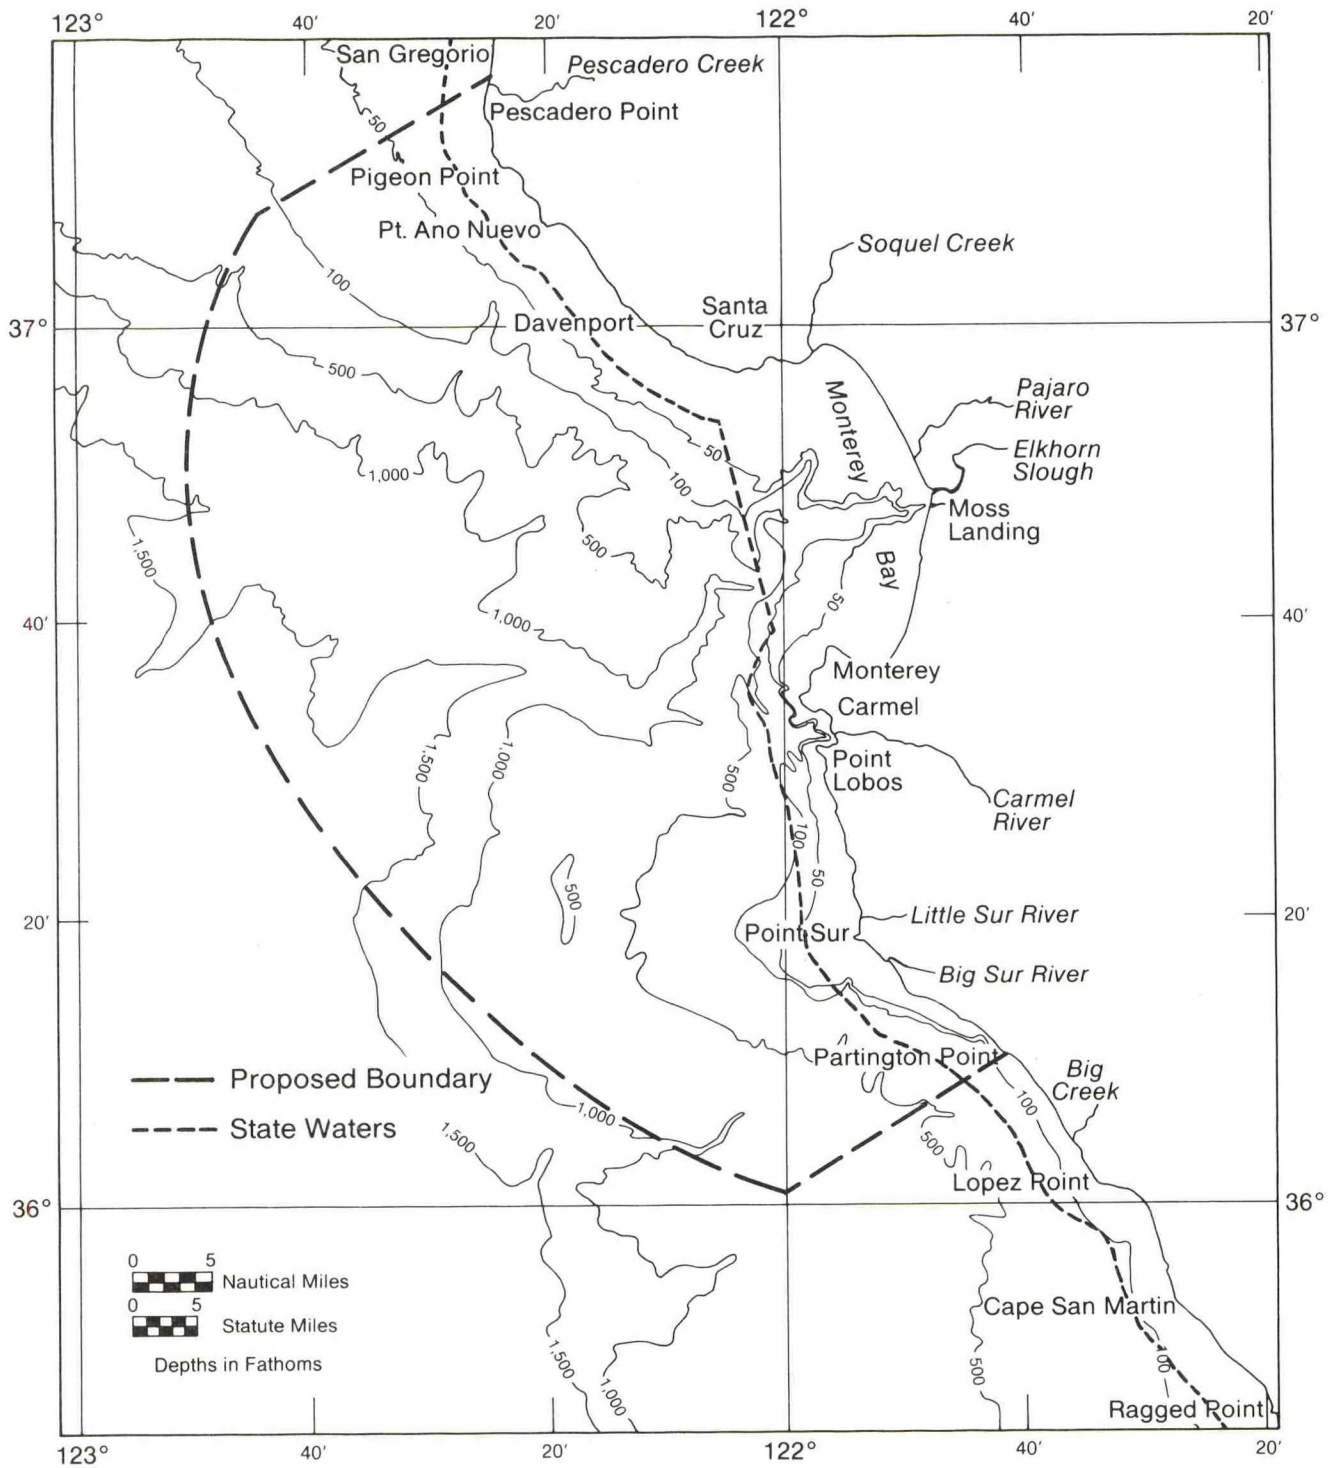 123°
40'
20'
122°
40'
20'
San Gregorio
Pescadero Creek
Pescadero Point
50
Pigeon Point
Pt. Ano Nuevo
Soquel Creek
100
Santa
Cruz
37°
Davenport
37°
500
Monterey
Bay
Pajaro
River
Elkhorn
Slough
50
1,000
100
Moss
Landing
1,500
500
50
40'
1,000
40'
Monterey
Carmel
1,500
1,000
500
Point
Lobos
Carmel
River
100
50
500
20'
Little Sur River
20'
Point Sur
Big Sur River
Partington Point
Big
Creek
Proposed Boundary
100
1,000
State Waters
1,500
500
Lopez Point
36°
36°
0 5
Nautical Miles
0 5
Statute Miles
Cape San Martin
Depths in Fathoms
1,500
1,000
500
100
Ragged Point
123°
40'
20'
122°
40'
20'